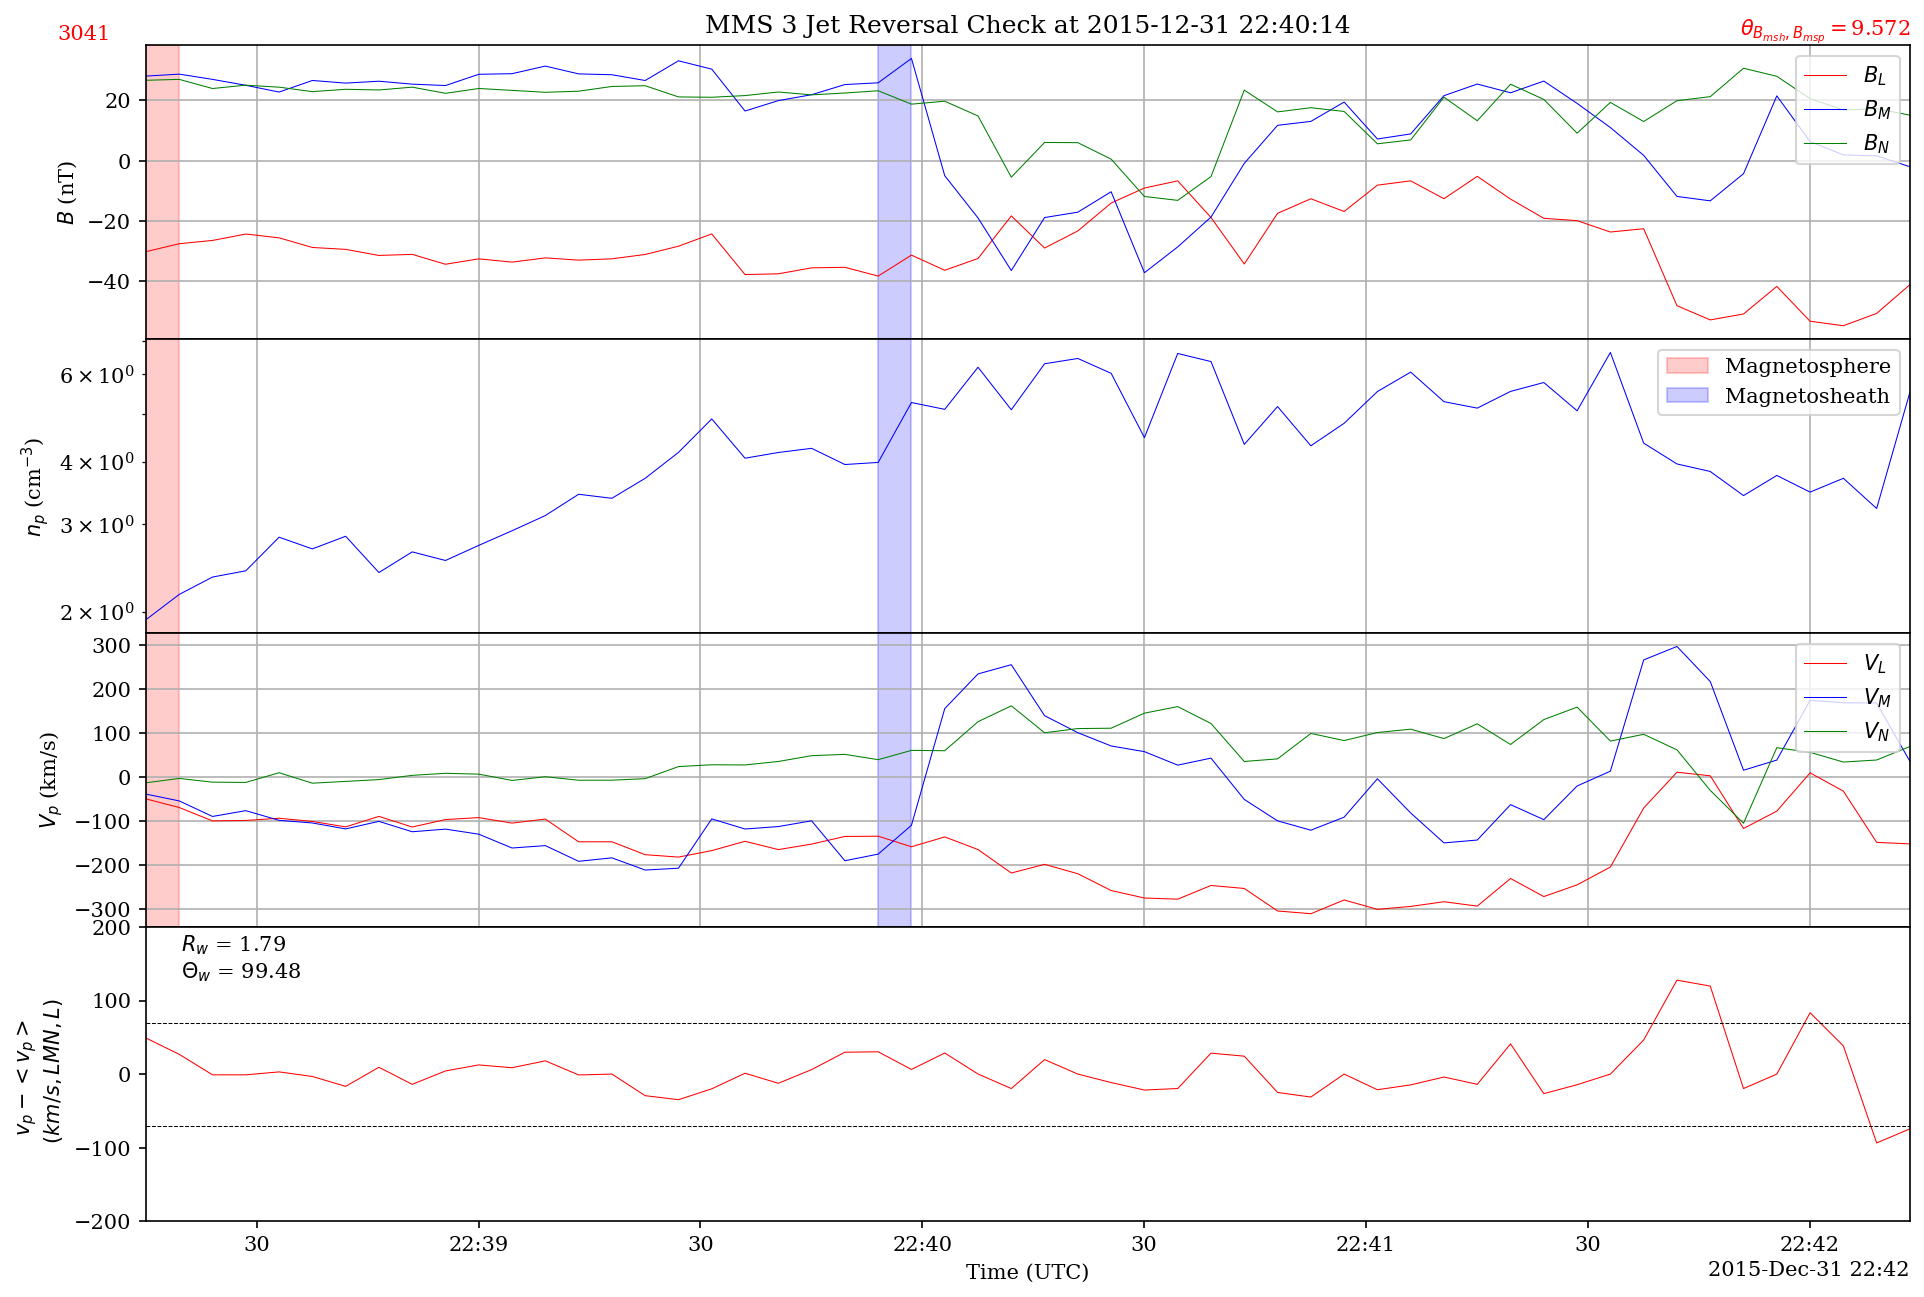 MMS 3 Jet Reversal Check at 2015-12-31 22:40:14
3041
θ_{B_{msh}, B_{msp}} = 9.572
B (nT)
20
0
−20
−40
B_L
B_M
B_N
n_p (cm^{−3})
6 × 10^0
4 × 10^0
3 × 10^0
2 × 10^0
Magnetosphere
Magnetosheath
V_p (km/s)
300
200
100
0
−100
−200
−300
V_L
V_M
V_N
v_p − < v_p >
(km/s, LMN, L)
200
100
0
−100
−200
R_w = 1.79
Θ_w = 99.48
30
22:39
30
22:40
30
22:41
30
22:42
Time (UTC)
2015-Dec-31 22:42